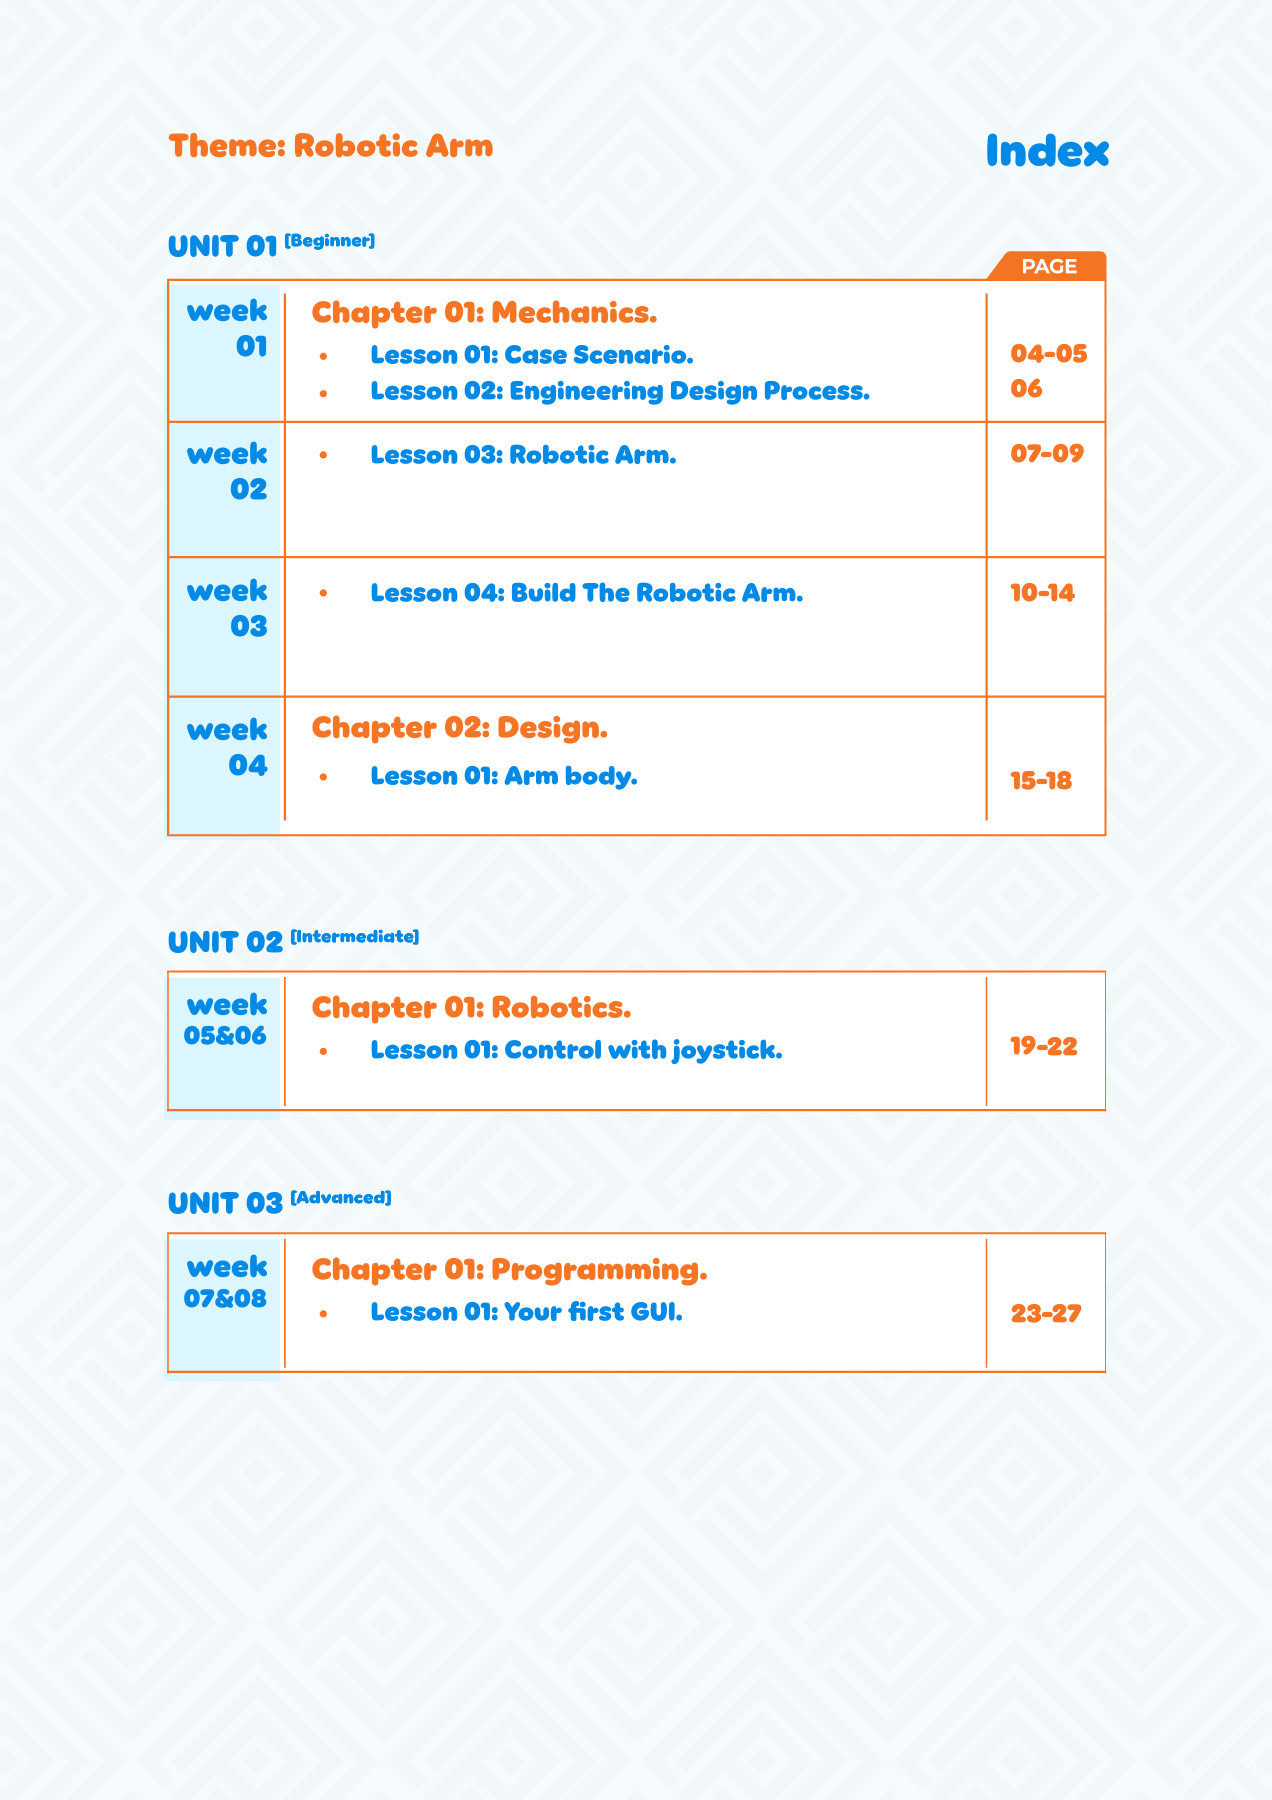 Theme: Robotic Arm
Index
UNIT 01 [Beginner]
PAGE
week
01
Chapter 01: Mechanics.
• Lesson 01: Case Scenario. 04-05
• Lesson 02: Engineering Design Process. 06
week
02
• Lesson 03: Robotic Arm. 07-09
week
03
• Lesson 04: Build The Robotic Arm. 10-14
week
04
Chapter 02: Design.
• Lesson 01: Arm body. 15-18
UNIT 02 [Intermediate]
week
05&06
Chapter 01: Robotics.
• Lesson 01: Control with joystick. 19-22
UNIT 03 [Advanced]
week
07&08
Chapter 01: Programming.
• Lesson 01: Your first GUI. 23-27